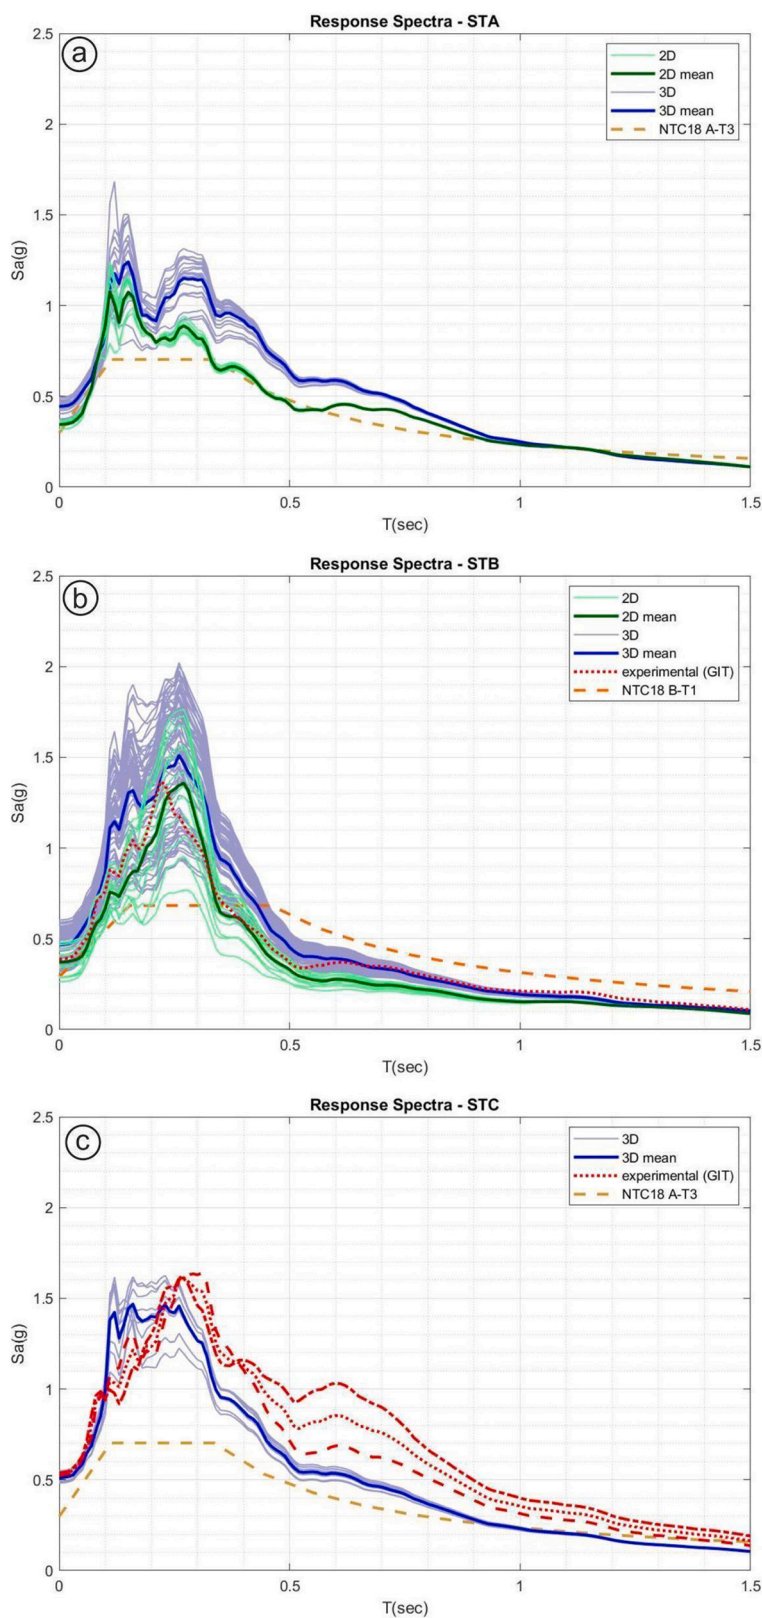 Response Spectra - STA
a
2.5
2
1.5
1
0.5
0
Sa(g)
2D
2D mean
3D
3D mean
NTC18 A-T3
0 0.5 1 1.5
T(sec)
Response Spectra - STB
b
2.5
2
1.5
1
0.5
0
Sa(g)
2D
2D mean
3D
3D mean
experimental (GIT)
NTC18 B-T1
0 0.5 1 1.5
T(sec)
Response Spectra - STC
c
2.5
2
1.5
1
0.5
0
Sa(g)
3D
3D mean
experimental (GIT)
NTC18 A-T3
0 0.5 1 1.5
T(sec)